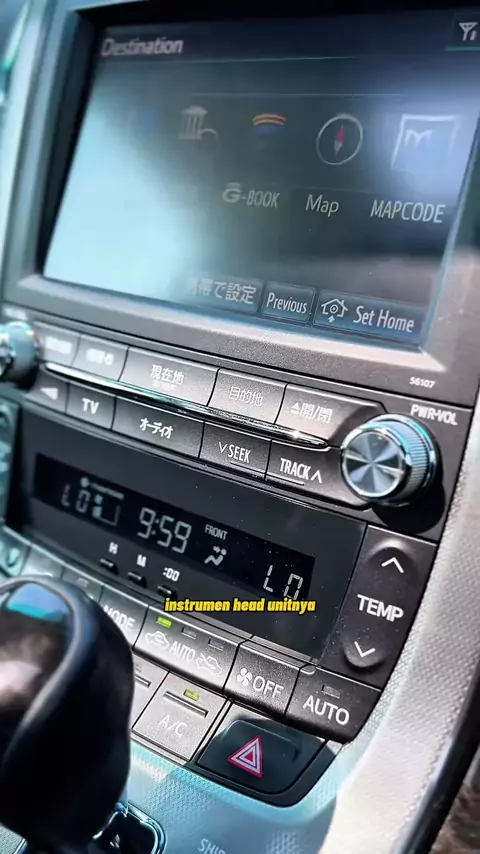 Destination
G-BOOK
Map
MAPCODE
で設定
Previous
Set Home
56107
現在地
目的地
▲開/閉
PWR-VOL
TV
オーディオ
∨ SEEK
TRACK ∧
LO
9:59
FRONT
LO
H
M
:00
TEMP
instrumen head unitnya
MODE
AUTO
OFF
AUTO
A/C